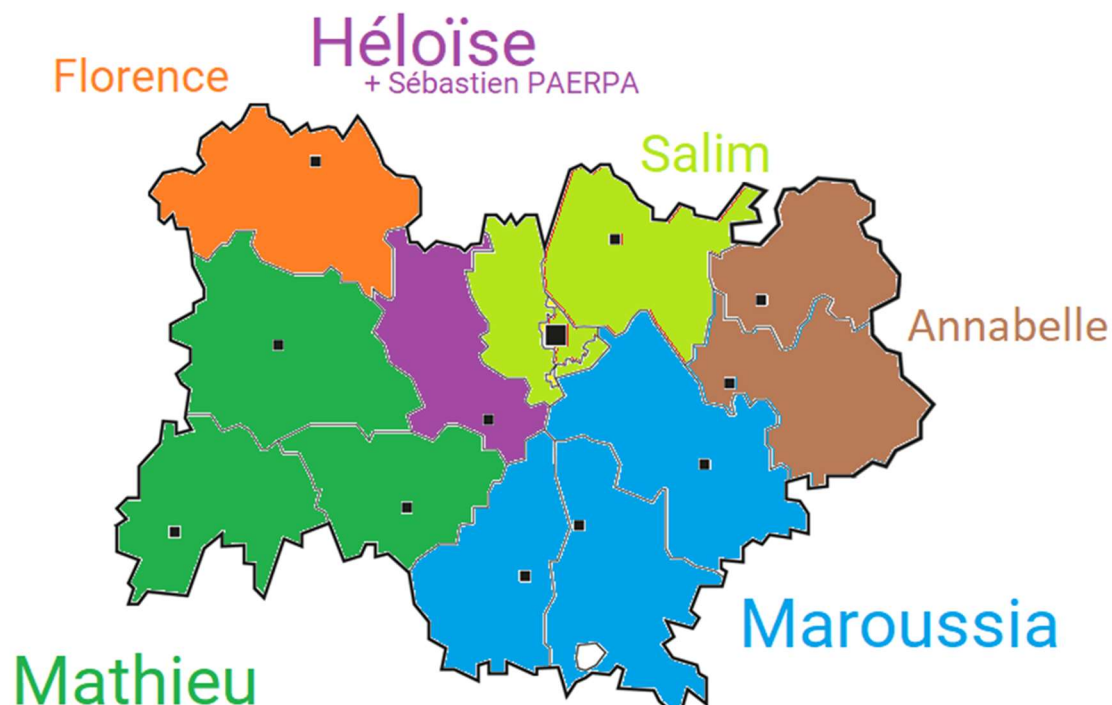 Héloïse
+ Sébastien PAERPA
Florence
Salim
Annabelle
Maroussia
Mathieu